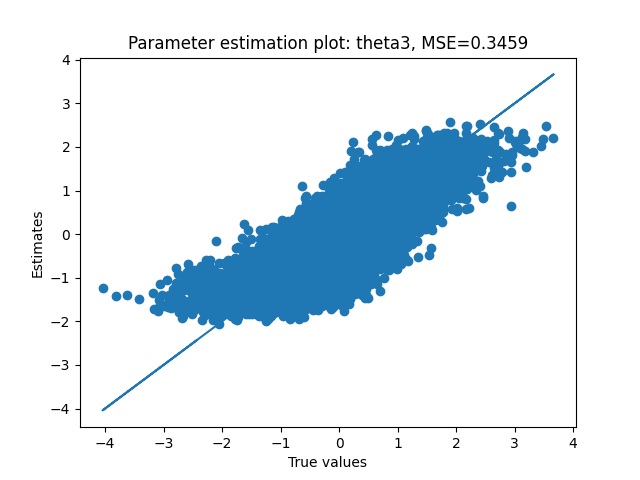 Parameter estimation plot: theta3, MSE=0.3459
4
3
2
1
0
−1
−2
−3
−4
Estimates
−4 −3 −2 −1 0 1 2 3 4
True values